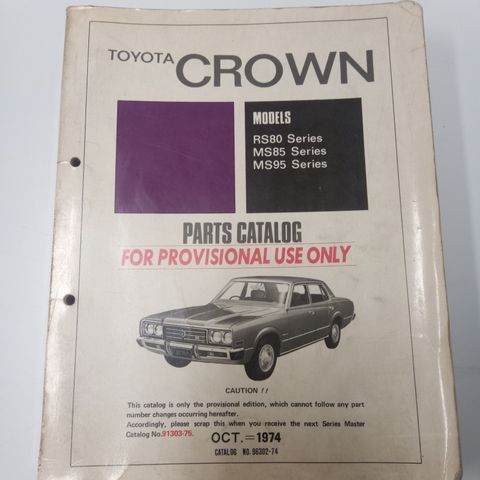 TOYOTA CROWN
MODELS
RS80 Series
MS85 Series
MS95 Series
PARTS CATALOG
FOR PROVISIONAL USE ONLY
CAUTION !!
This catalog is only the provisional edition, which cannot follow any part
number changes occurring hereafter.
Accordingly, please scrap this when you receive the next Series Master
Catalog No.91303-75.
OCT.=1974
CATALOG NO. 96302-74